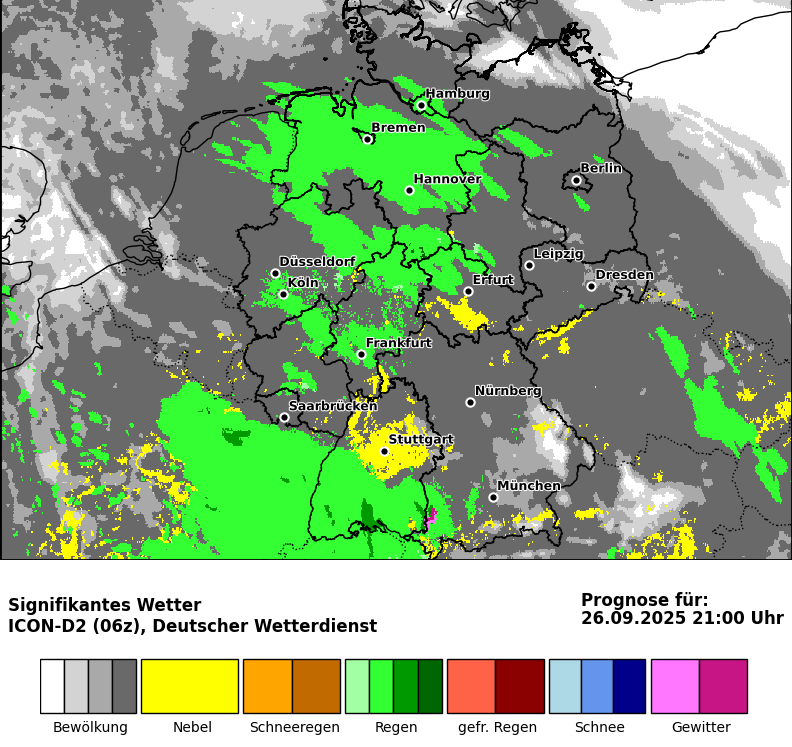 Hamburg
Bremen
Berlin
Hannover
Leipzig
Düsseldorf
Dresden
Erfurt
Köln
Frankfurt
Nürnberg
Saarbrücken
Stuttgart
München
Signifikantes Wetter
ICON-D2 (06z), Deutscher Wetterdienst
Prognose für:
26.09.2025 21:00 Uhr
Bewölkung Nebel Schneeregen Regen gefr. Regen Schnee Gewitter